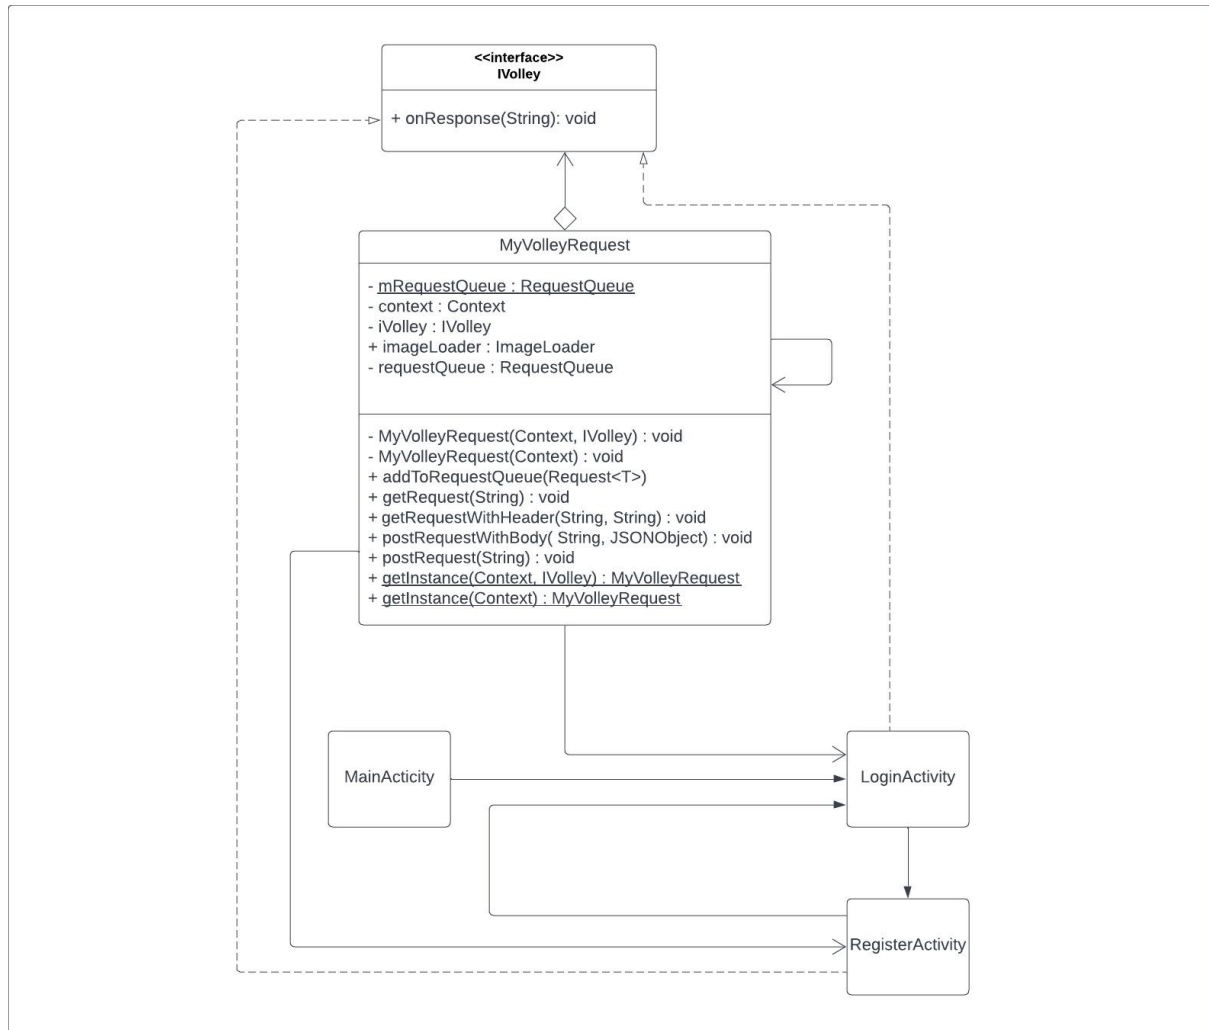 <<interface>>
IVolley
+ onResponse(String): void
MyVolleyRequest
- mRequestQueue : RequestQueue
- context : Context
- iVolley : IVolley
+ imageLoader : ImageLoader
- requestQueue : RequestQueue
- MyVolleyRequest(Context, IVolley) : void
- MyVolleyRequest(Context) : void
+ addToRequestQueue(Request<T>)
+ getRequest(String) : void
+ getRequestWithHeader(String, String) : void
+ postRequestWithBody( String, JSONObject) : void
+ postRequest(String) : void
+ getInstance(Context, IVolley) : MyVolleyRequest
+ getInstance(Context) : MyVolleyRequest
MainActicity
LoginActivity
RegisterActivity